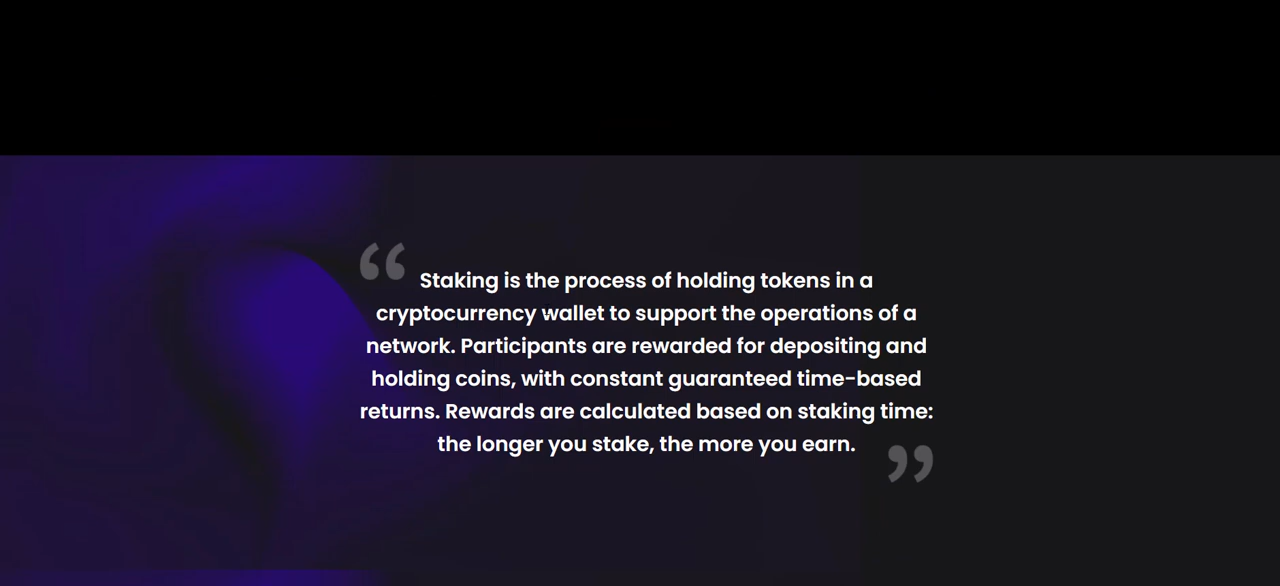 “ Staking is the process of holding tokens in a
cryptocurrency wallet to support the operations of a
network. Participants are rewarded for depositing and
holding coins, with constant guaranteed time-based
returns. Rewards are calculated based on staking time:
the longer you stake, the more you earn. ”